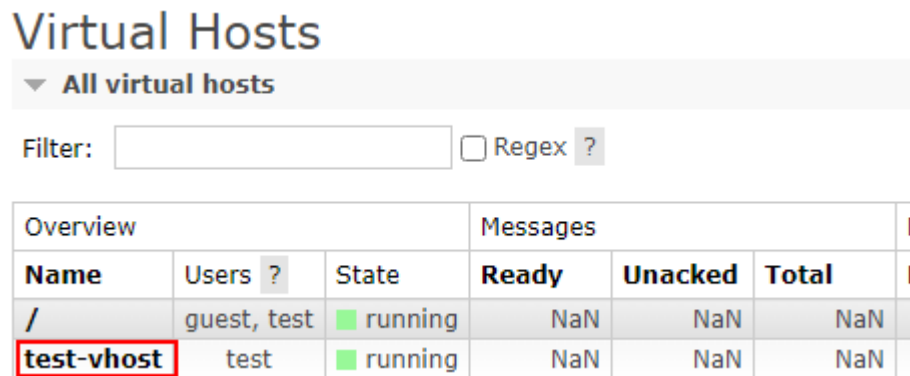 Virtual Hosts
All virtual hosts
Filter: Regex ?
Overview Messages
Name Users ? State Ready Unacked Total
/ guest, test running NaN NaN NaN
test-vhost test running NaN NaN NaN